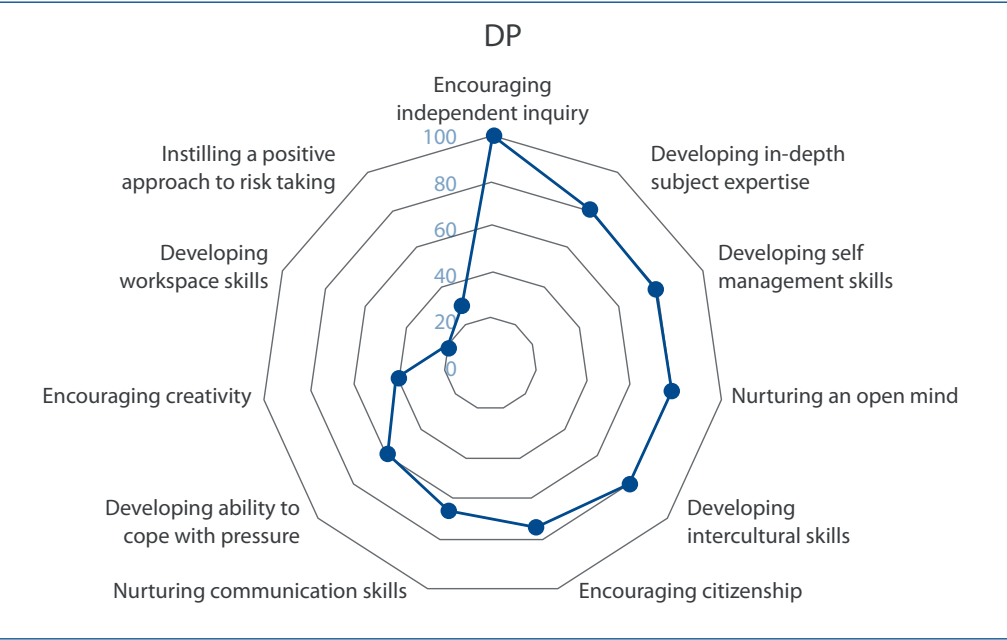 DP
Encouraging
independent inquiry
100
80
60
40
20
0
Developing in-depth
subject expertise
Developing self
management skills
Nurturing an open mind
Developing
intercultural skills
Encouraging citizenship
Nurturing communication skills
Developing ability to
cope with pressure
Encouraging creativity
Developing
workspace skills
Instilling a positive
approach to risk taking